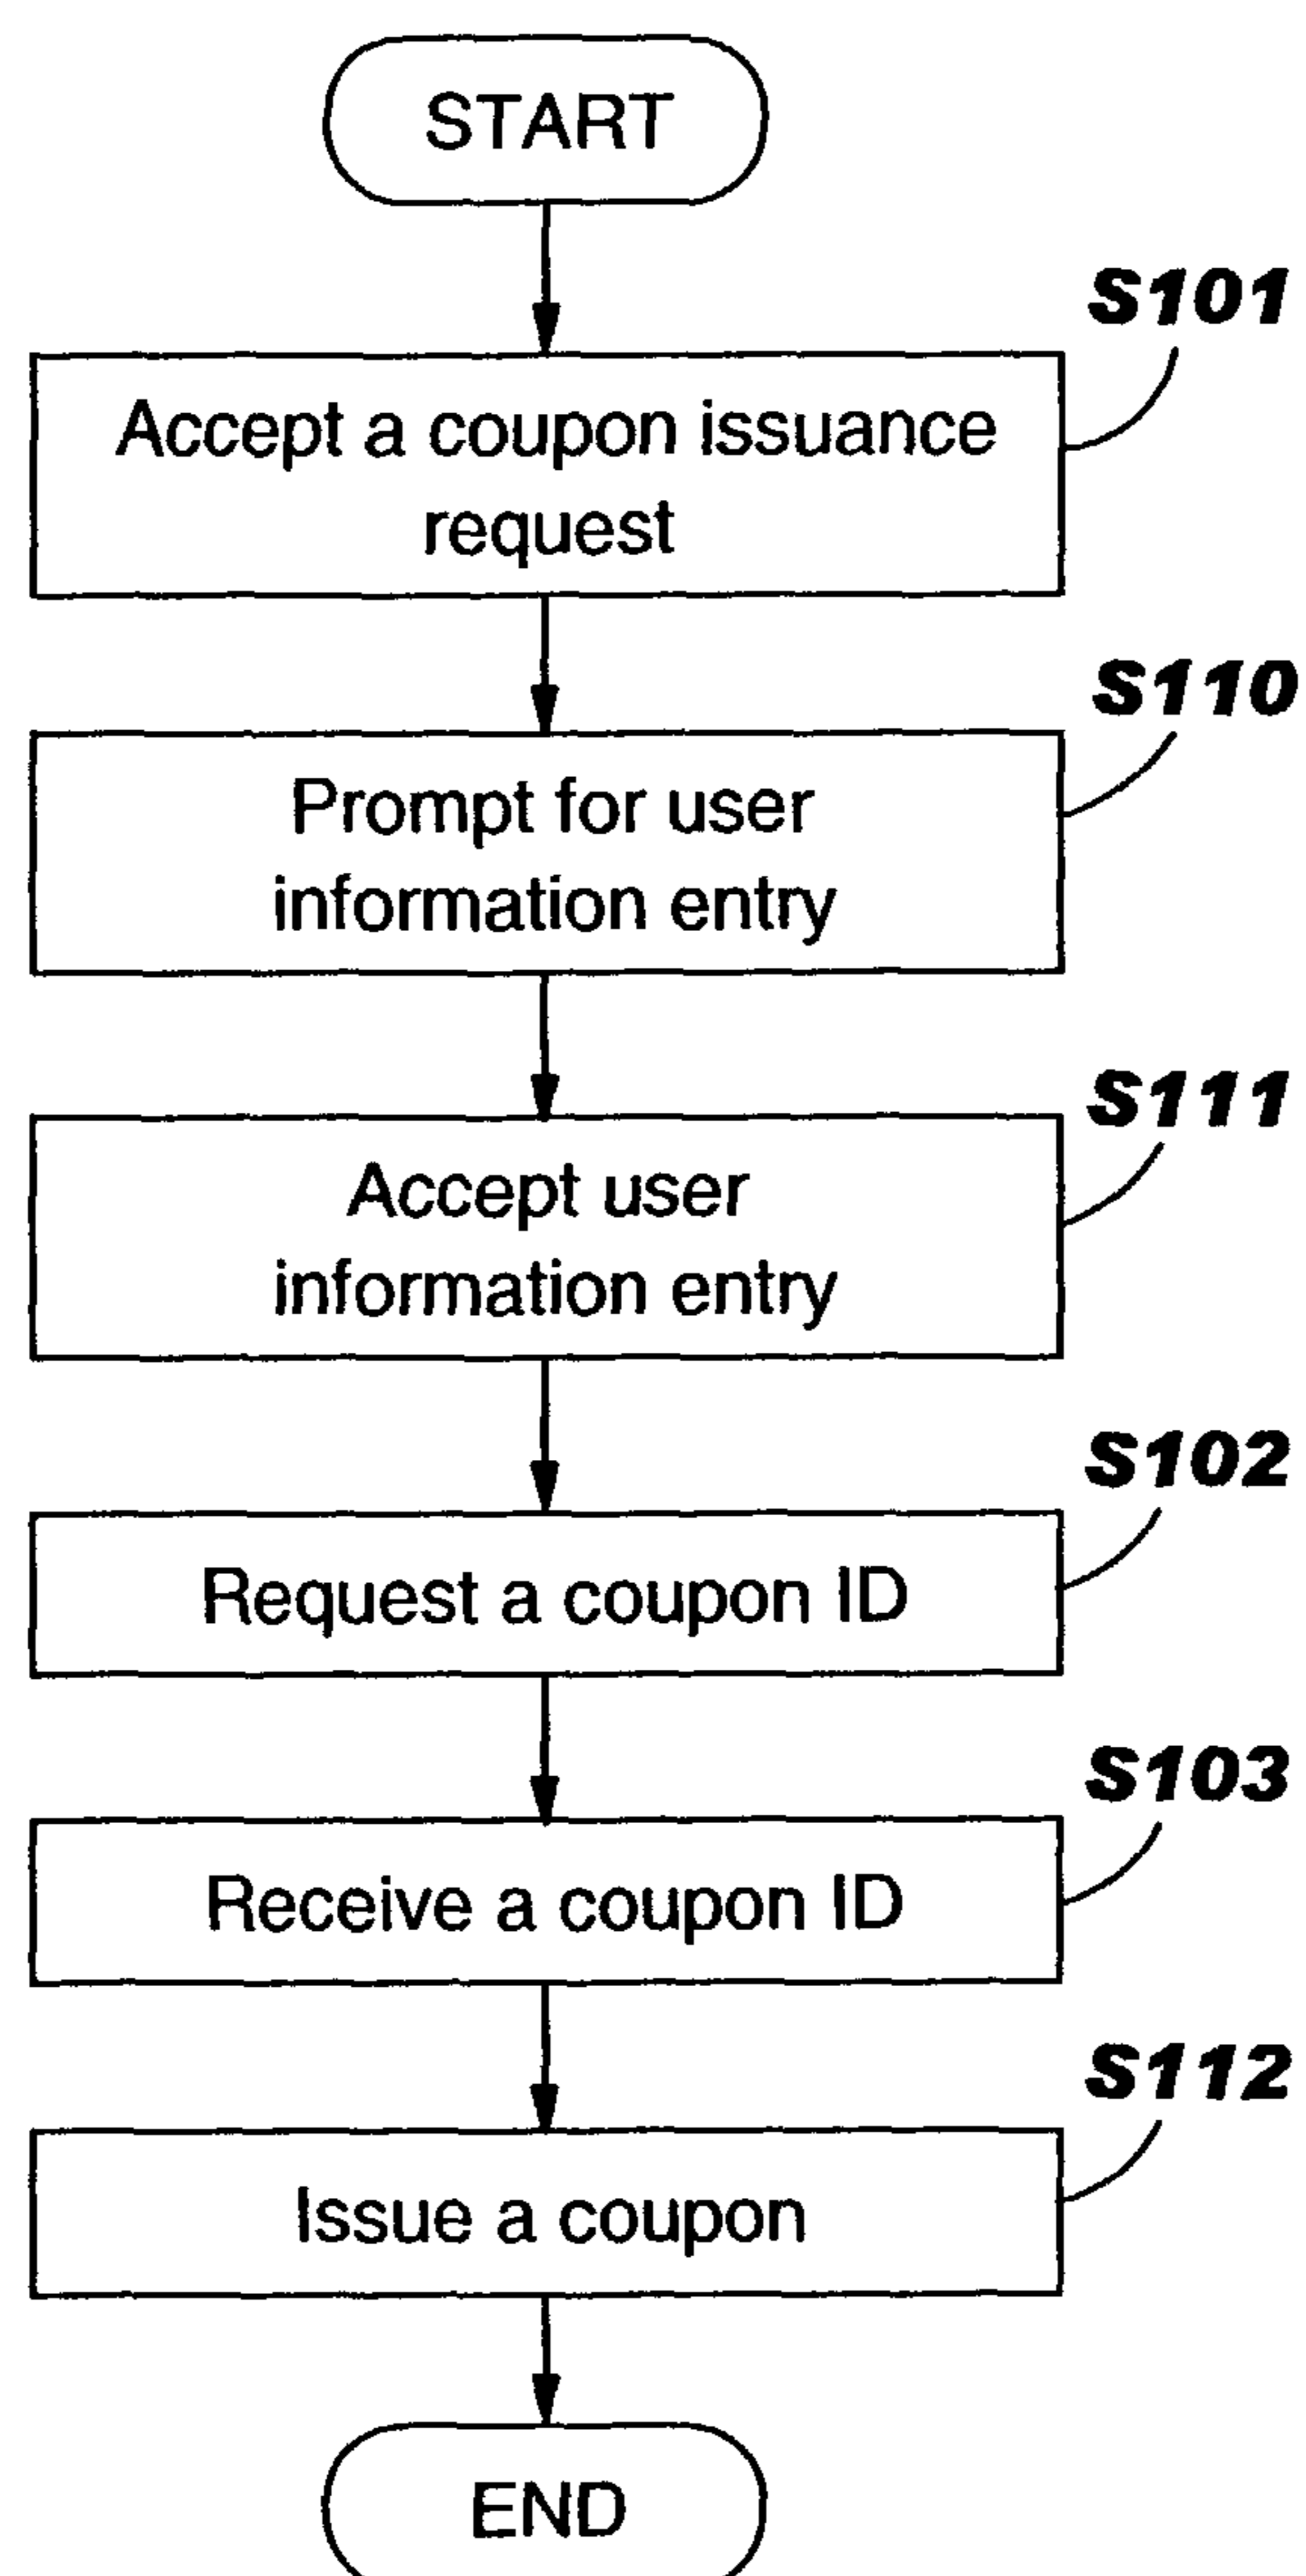 START
S101
Accept a coupon issuance
request
S110
Prompt for user
information entry
S111
Accept user
information entry
S102
Request a coupon ID
S103
Receive a coupon ID
S112
Issue a coupon
END